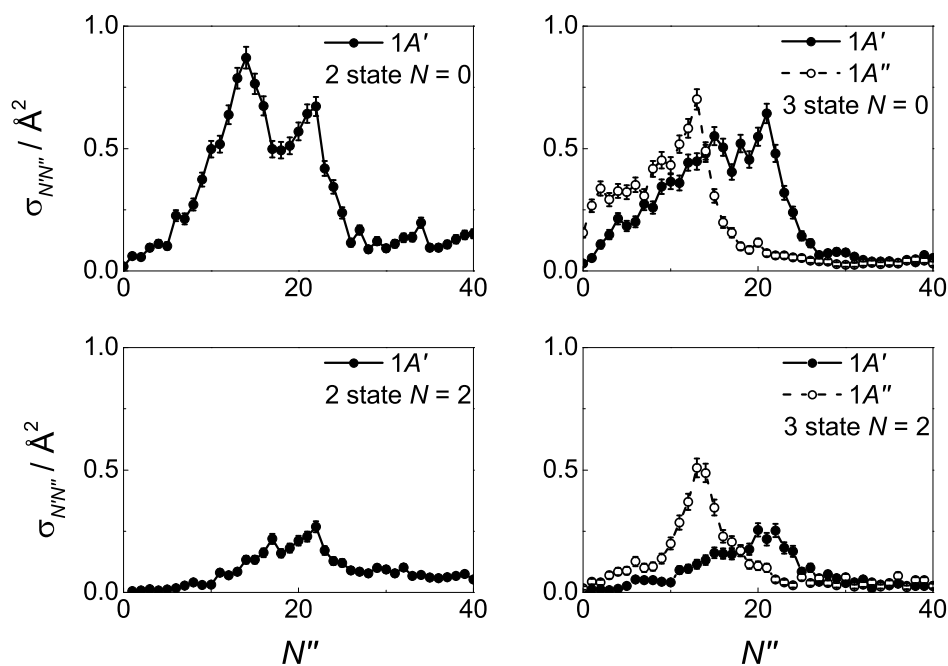 1.0
1A′
2 state N = 0
σN′N″ / Å2
0.5
0.0
0
20
40
1.0
1A′
1A″
3 state N = 0
0.5
0.0
0
20
40
1.0
1A′
2 state N = 2
σN′N″ / Å2
0.5
0.0
0
20
40
N″
1.0
1A′
1A″
3 state N = 2
0.5
0.0
0
20
40
N″